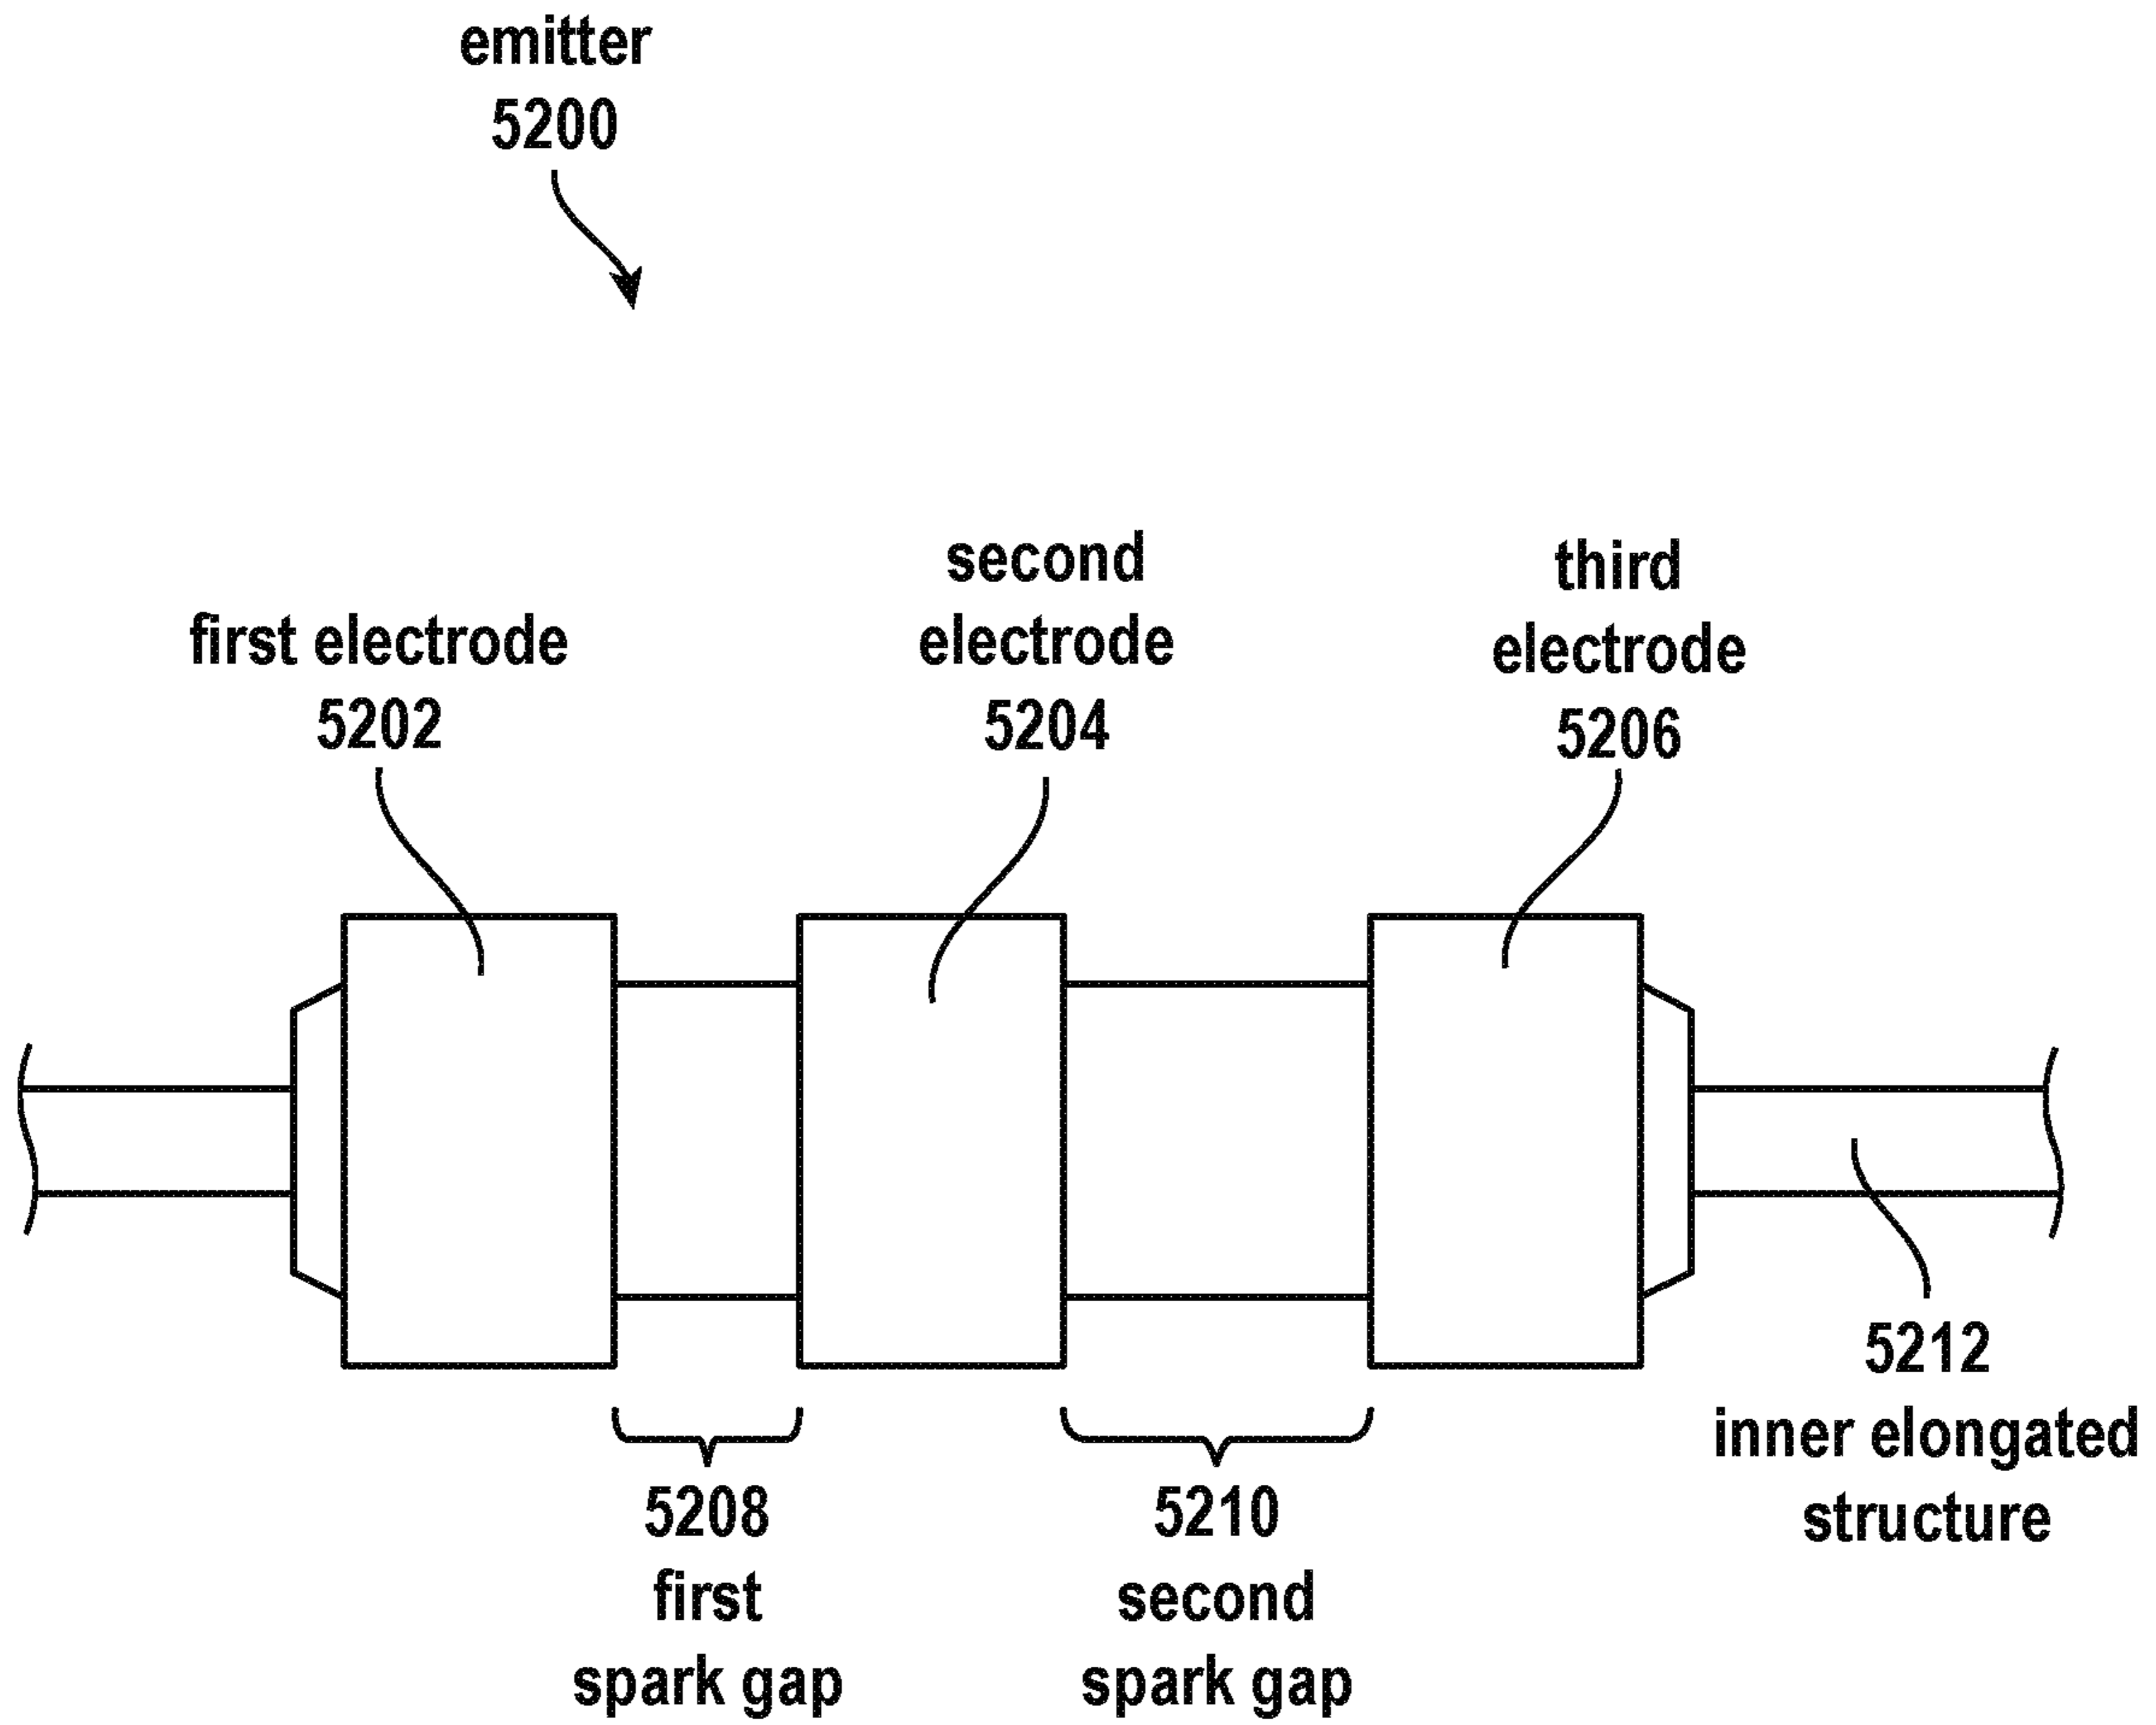 emitter
5200
first electrode
5202
second
electrode
5204
third
electrode
5206
5208
first
spark gap
5210
second
spark gap
5212
inner elongated
structure